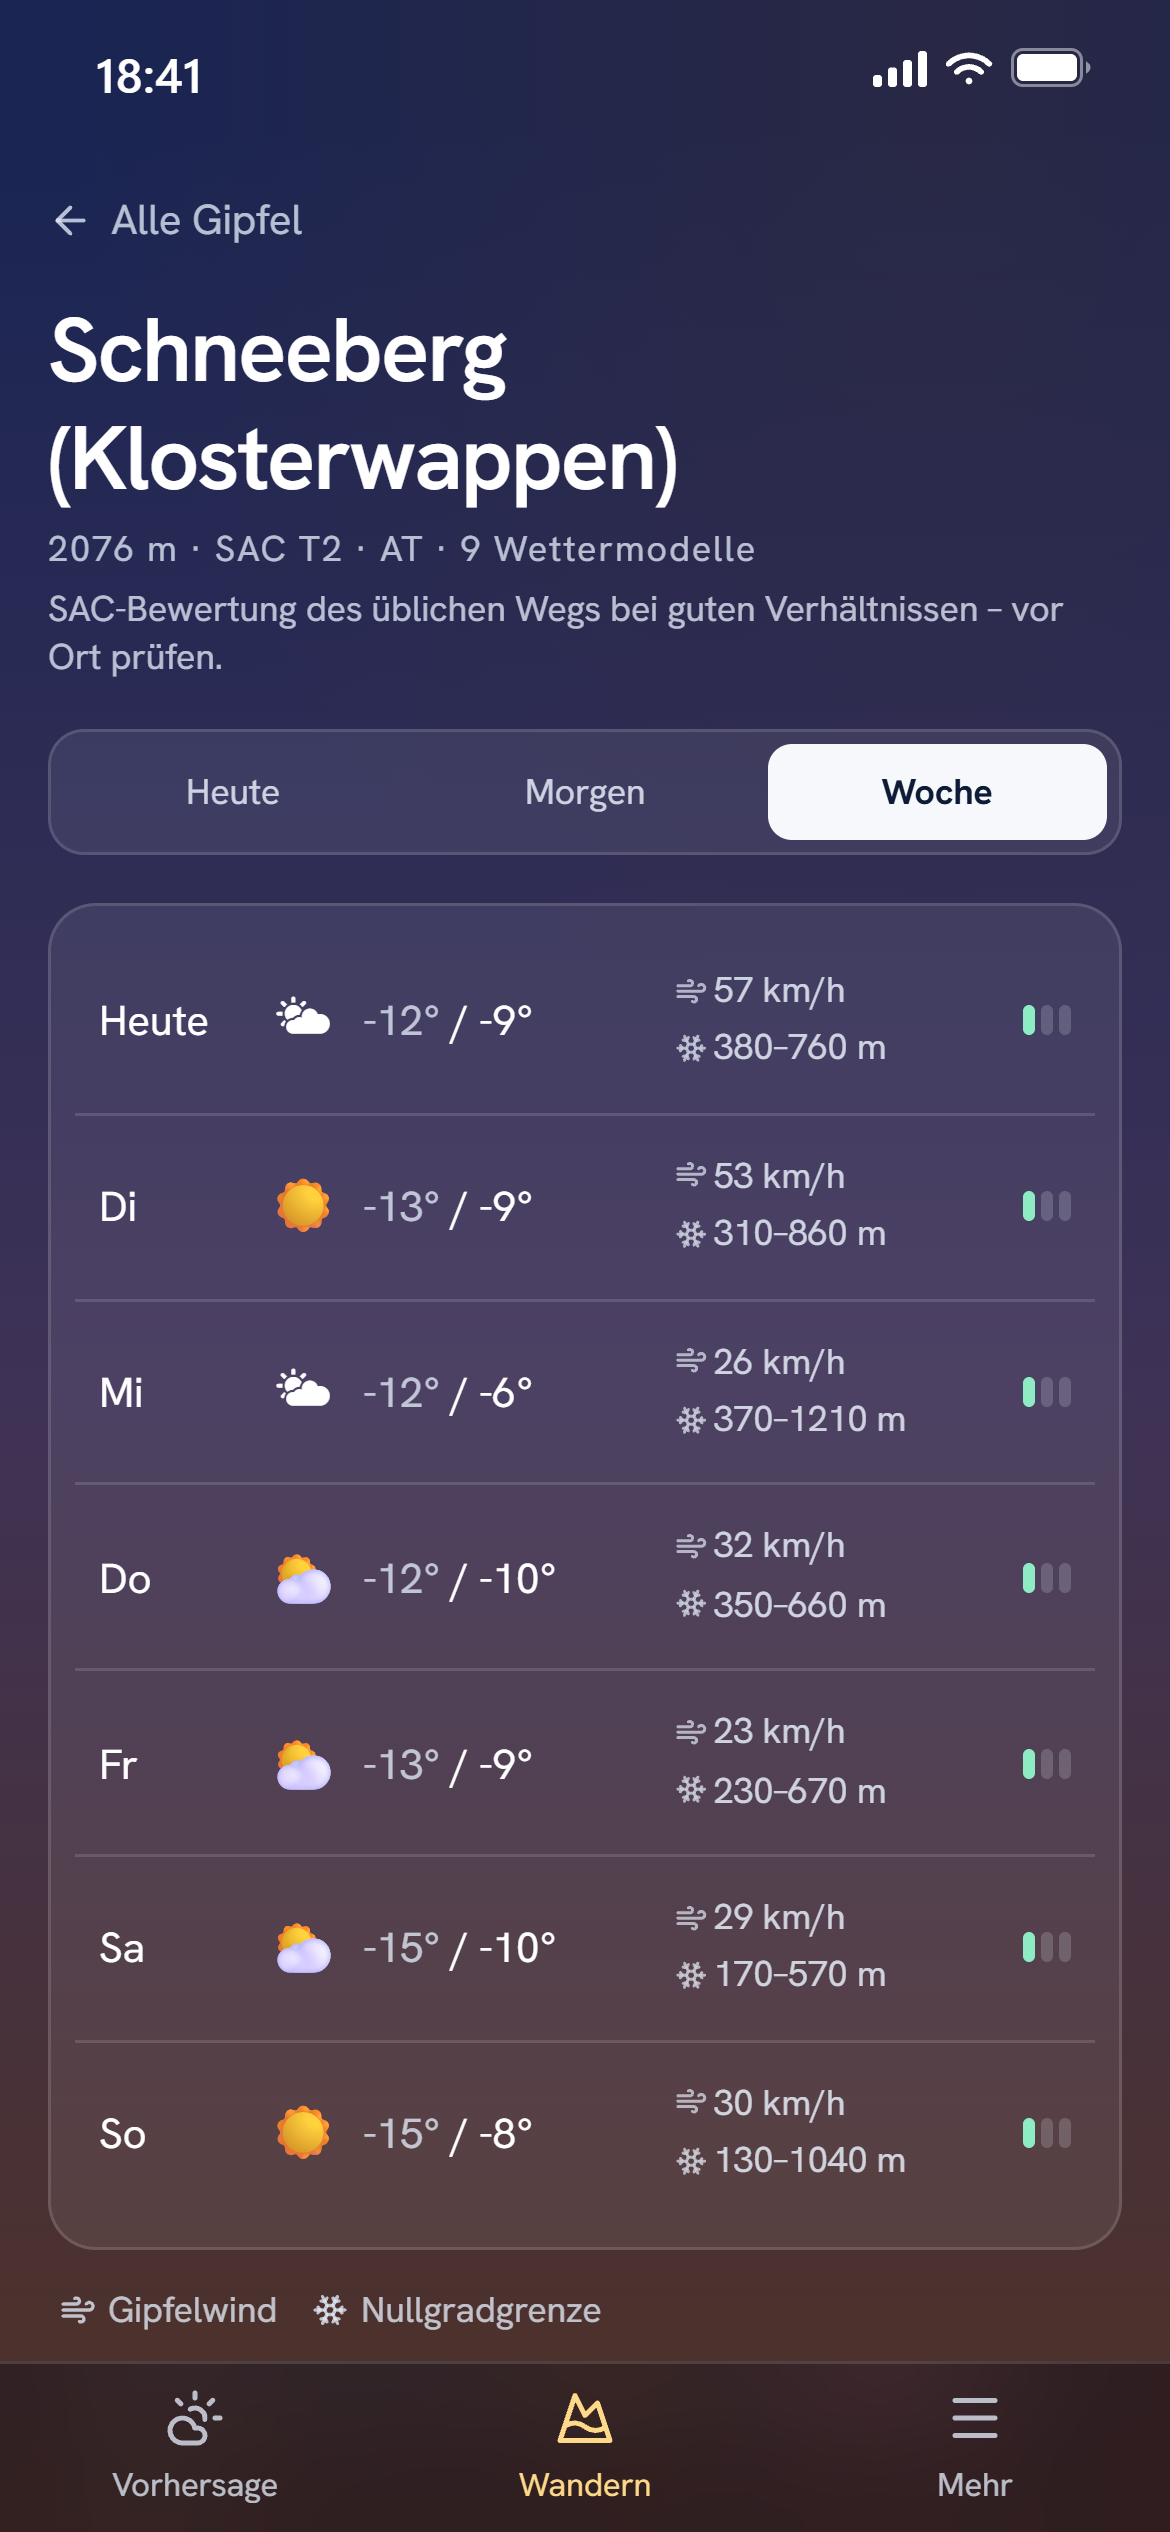 18:41
Alle Gipfel
Schneeberg
(Klosterwappen)
2076 m · SAC T2 · AT · 9 Wettermodelle
SAC-Bewertung des üblichen Wegs bei guten Verhältnissen – vor
Ort prüfen.
Heute Morgen Woche
Heute -12° / -9° 57 km/h
380–760 m
Di -13° / -9° 53 km/h
310–860 m
Mi -12° / -6° 26 km/h
370–1210 m
Do -12° / -10° 32 km/h
350–660 m
Fr -13° / -9° 23 km/h
230–670 m
Sa -15° / -10° 29 km/h
170–570 m
So -15° / -8° 30 km/h
130–1040 m
Gipfelwind Nullgradgrenze
Vorhersage Wandern Mehr